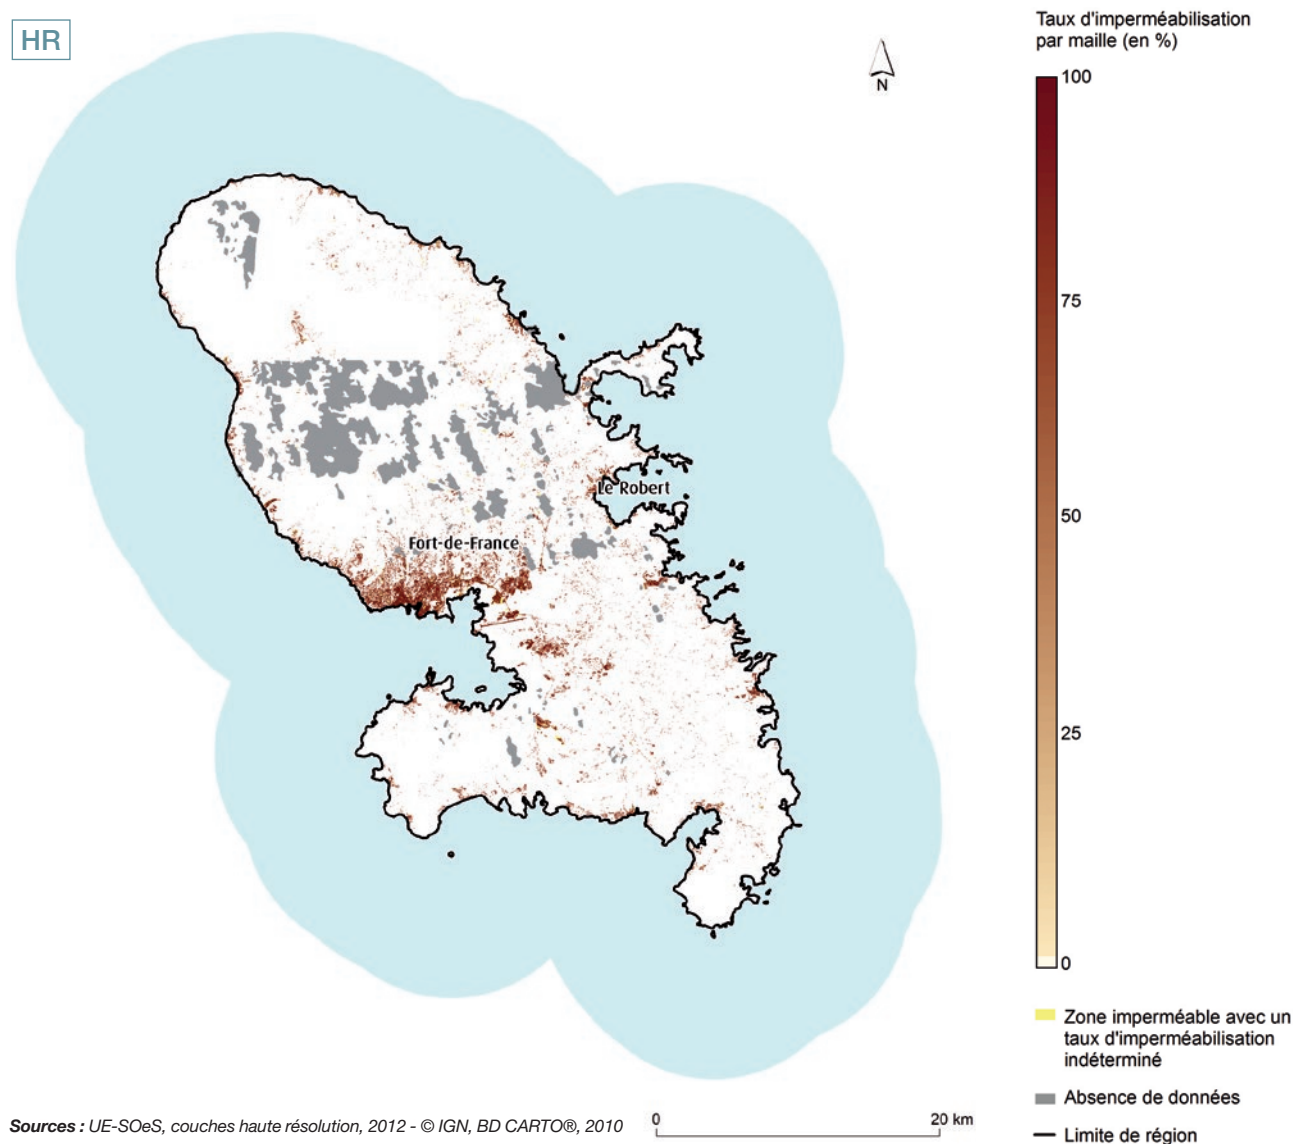 HR
N
Taux d'imperméabilisation
par maille (en %)
100
75
50
25
0
Le Robert
Fort-de-France
Zone imperméable avec un
taux d'imperméabilisation
indéterminé
Absence de données
Limite de région
0
20 km
Sources : UE-SOeS, couches haute résolution, 2012 - © IGN, BD CARTO®, 2010